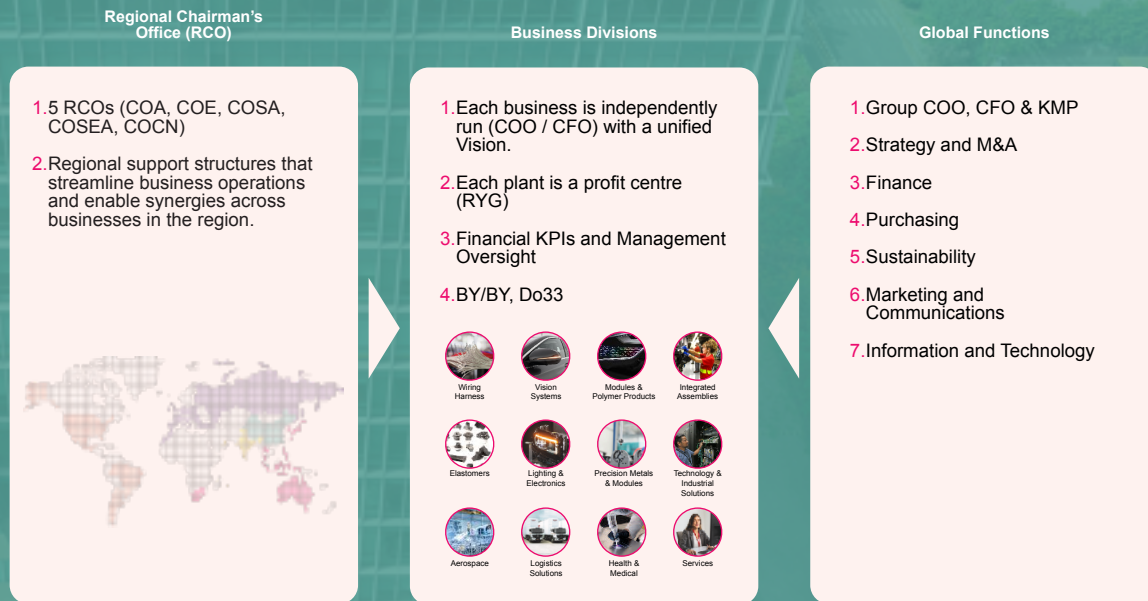 Regional Chairman's
Office (RCO)
1.5 RCOs (COA, COE, COSA,
COSEA, COCN)
2.Regional support structures that
streamline business operations
and enable synergies across
businesses in the region.
Business Divisions
1.Each business is independently
run (COO / CFO) with a unified
Vision.
2.Each plant is a profit centre
(RYG)
3.Financial KPIs and Management
Oversight
4.BY/BY, Do33
Wiring
Harness
Vision
Systems
Modules &
Polymer Products
Integrated
Assemblies
Elastomers
Lighting &
Electronics
Precision Metals
& Modules
Technology &
Industrial
Solutions
Aerospace
Logistics
Solutions
Health &
Medical
Services
Global Functions
1.Group COO, CFO & KMP
2.Strategy and M&A
3.Finance
4.Purchasing
5.Sustainability
6.Marketing and
Communications
7.Information and Technology